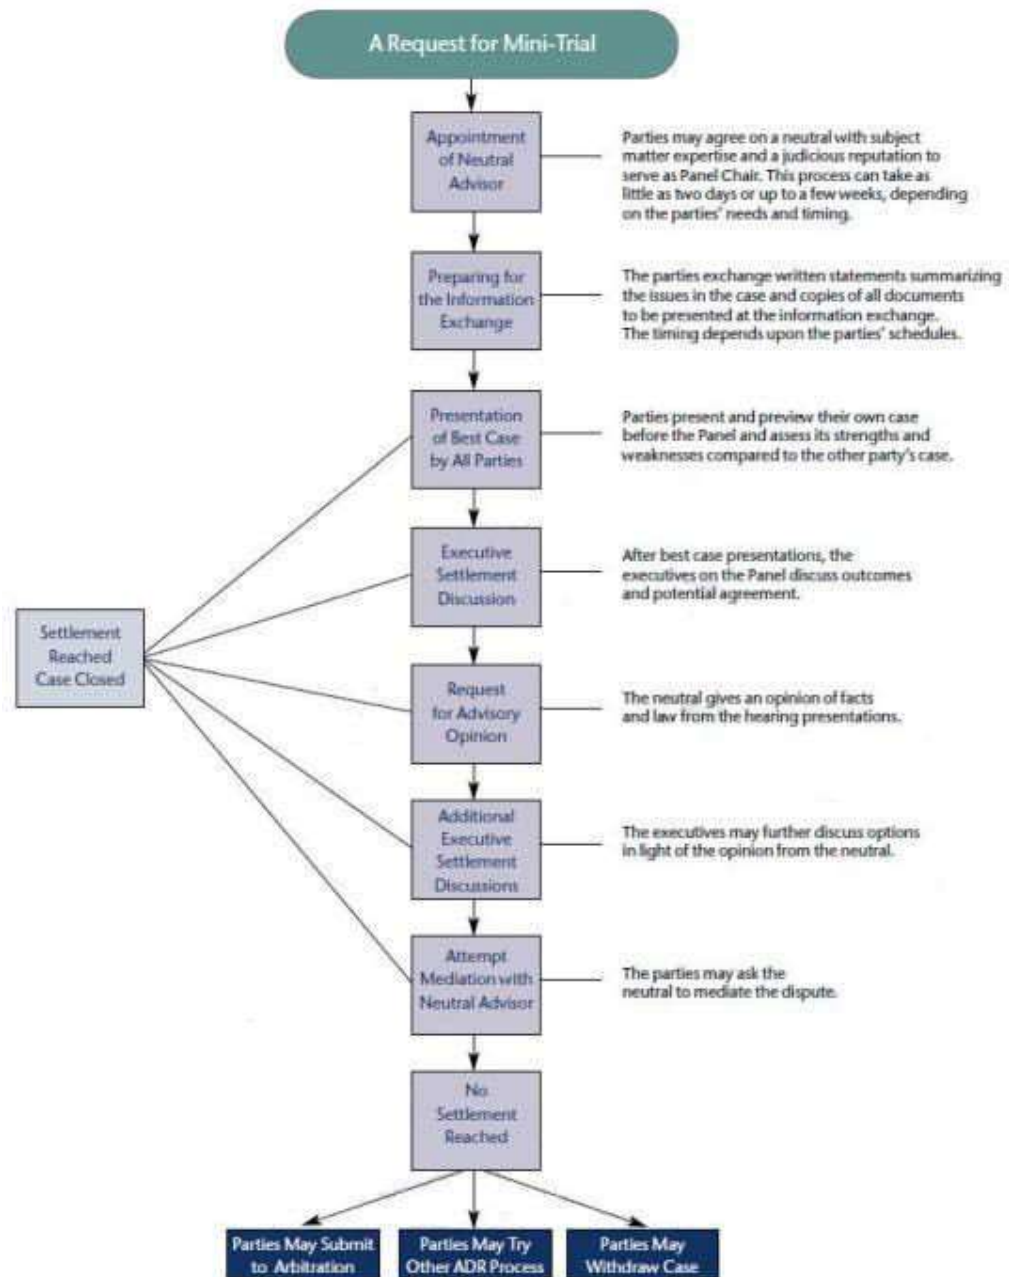 A Request for Mini-Trial
Appointment
of Neutral
Advisor
Parties may agree on a neutral with subject
matter expertise and a judicious reputation to
serve as Panel Chair. This process can take as
little as two days or up to a few weeks, depending
on the parties' needs and timing.
Preparing for
the Information
Exchange
The parties exchange written statements summarizing
the issues in the case and copies of all documents
to be presented at the information exchange.
The timing depends upon the parties' schedules.
Presentation
of Best Case
by All Parties
Parties present and preview their own case
before the Panel and assess its strengths and
weaknesses compared to the other party's case.
Executive
Settlement
Discussion
After best case presentations, the
executives on the Panel discuss outcomes
and potential agreement.
Settlement
Reached
Case Closed
Request
for Advisory
Opinion
The neutral gives an opinion of facts
and law from the hearing presentations.
Additional
Executive
Settlement
Discussions
The executives may further discuss options
in light of the opinion from the neutral.
Attempt
Mediation with
Neutral Advisor
The parties may ask the
neutral to mediate the dispute.
No
Settlement
Reached
Parties May Submit
to Arbitration
Parties May Try
Other ADR Process
Parties May
Withdraw Case